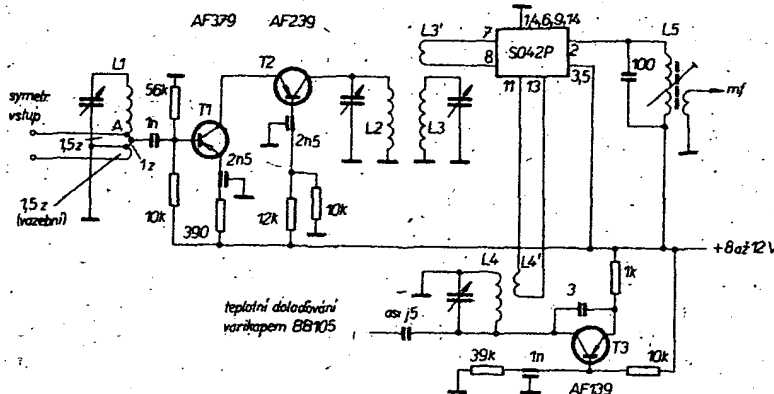 AF379 AF239
L3'
7
8
1,4,6,9,14
SO42P
2
3,5
11 13
L5
100
mf
symetr.
vstup
L1
A
1,5z
1z
1,5z
(vazební)
56k
1n
T1
T2
2n5
2n5
L2
L3
10k
390
12k
10k
+8 až 12V
teplotní dolaďování
varikapem BB105
asi j5
L4
L4'
3
1k
T3
39k
1n
10k
AF139